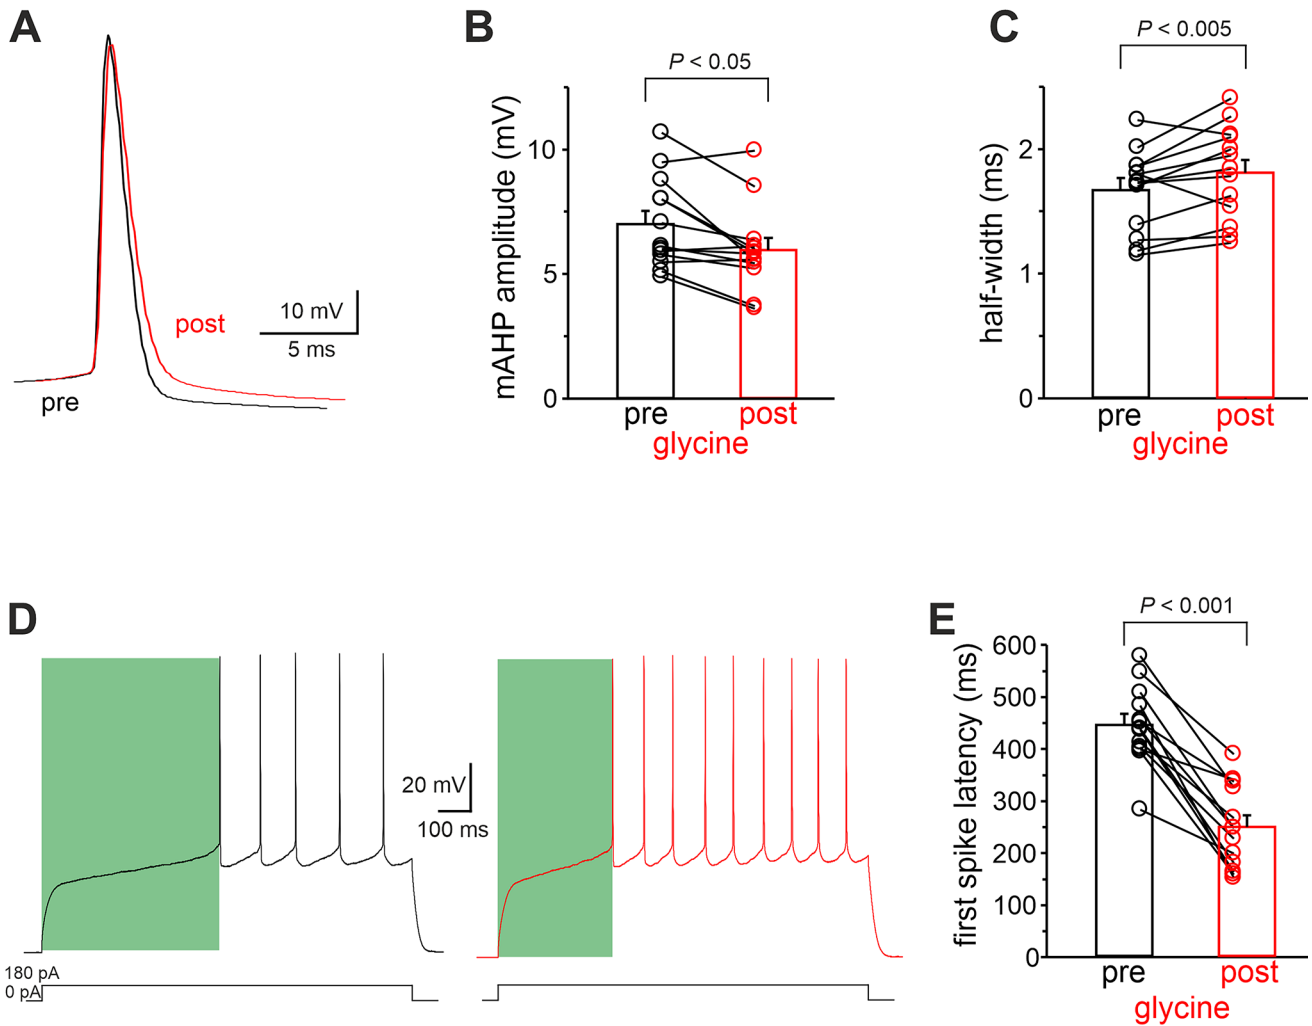 A
pre
post
10 mV
5 ms
B
P < 0.05
mAHP amplitude (mV)
10
5
0
pre
post
glycine
C
P < 0.005
half-width (ms)
2
1
0
pre
post
glycine
D
20 mV
100 ms
180 pA
0 pA
E
P < 0.001
first spike latency (ms)
600
500
400
300
200
100
0
pre
post
glycine